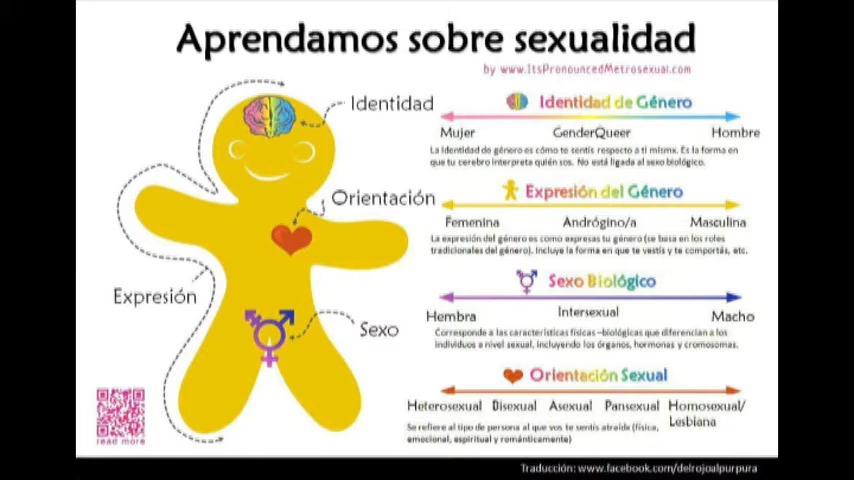 Aprendamos sobre sexualidad
by www.ItsPronouncedMetrosexual.com
Identidad
Orientación
Expresión
Sexo
read more
Identidad de Género
Mujer GenderQueer Hombre
La identidad de género es cómo te sentís respecto a ti mismx. Es la forma en
que tu cerebro interpreta quién sos. No está ligada al sexo biológico.
Expresión del Género
Femenina Andrógino/a Masculina
La expresión del género es como expresas tu género (se basa en los roles
tradicionales del género). Incluye la forma en que te vestís y te comportás, etc.
Sexo Biológico
Hembra Intersexual Macho
Corresponde a las características físicas -biológicas que diferencian a los
individuos a nivel sexual, incluyendo los órganos, hormonas y cromosomas.
Orientación Sexual
Heterosexual Bisexual Asexual Pansexual Homosexual/
Lesbiana
Se refiere al tipo de persona al que vos te sentís atraide (física,
emocional, espiritual y románticamente)
Traducción: www.facebook.com/delrojoalpurpura